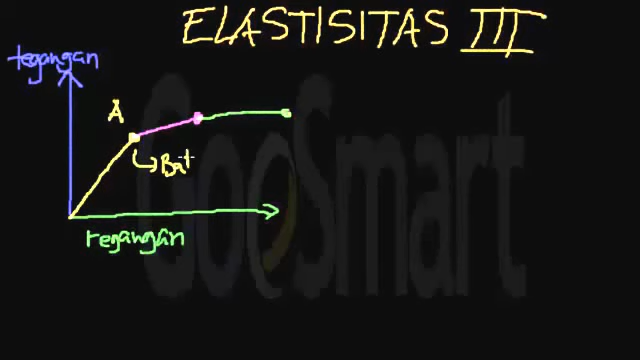 ELASTISITAS III
tegangan
A
Bat
regangan
GooSmart